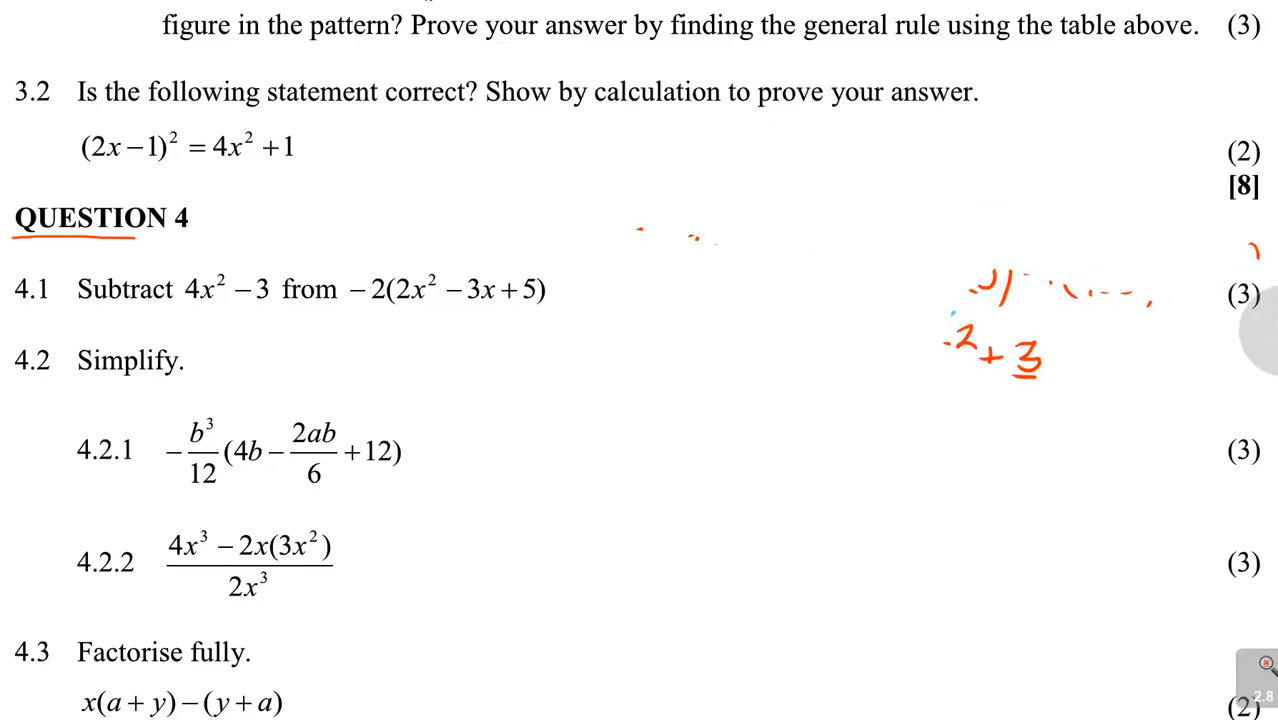 figure in the pattern? Prove your answer by finding the general rule using the table above. (3)
3.2 Is the following statement correct? Show by calculation to prove your answer.
(2x − 1)² = 4x² + 1 (2)
[8]
QUESTION 4
4.1 Subtract 4x² − 3 from −2(2x² − 3x + 5) (3)
2 + 3
4.2 Simplify.
4.2.1 −b³/12 (4b − 2ab/6 + 12) (3)
4.2.2 (4x³ − 2x(3x²))/(2x³) (3)
4.3 Factorise fully.
x(a + y) − (y + a) (2)
2.8